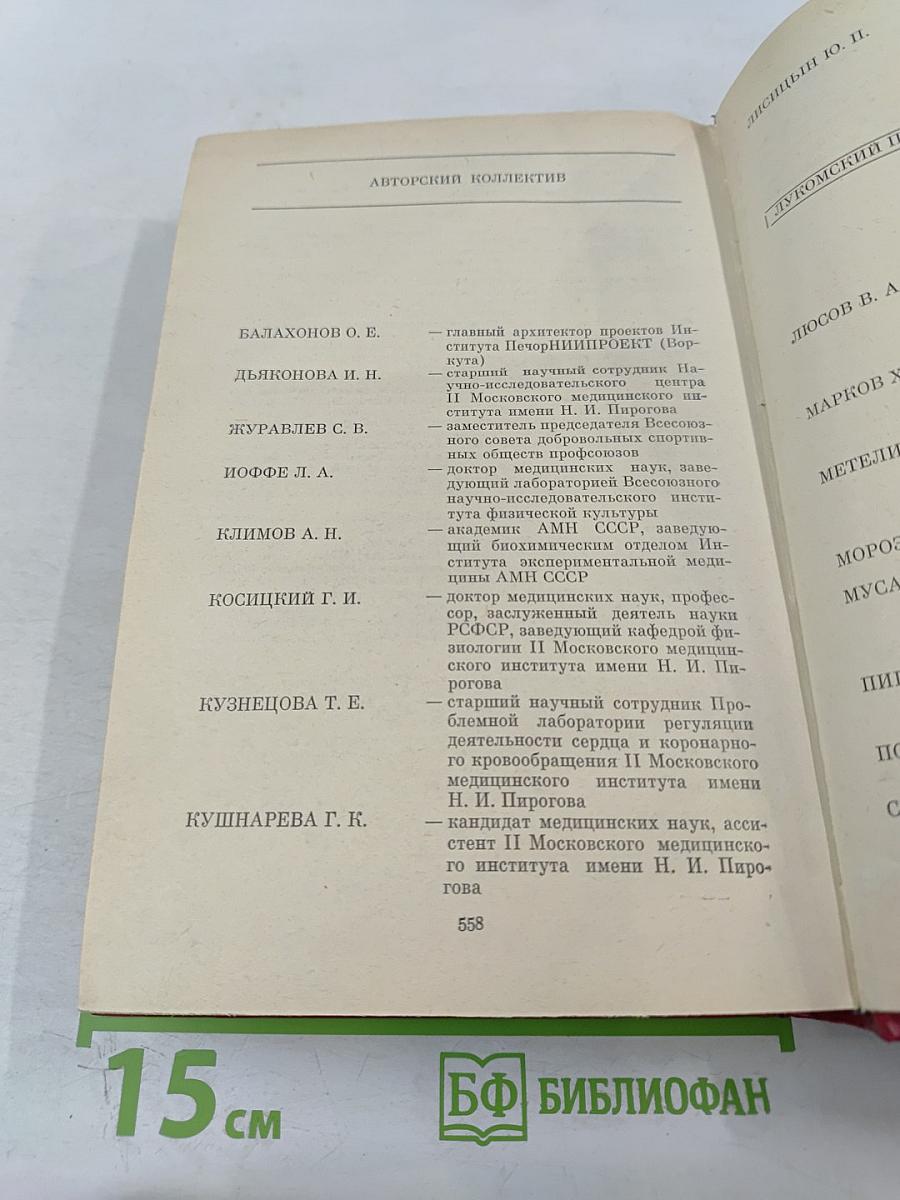 АВТОРСКИЙ КОЛЛЕКТИВ
БАЛАХОНОВ О. Е. — главный архитектор проектов Ин-
ститута ПечорНИИПРОЕКТ (Вор-
кута)
ДЬЯКОНОВА И. Н. — старший научный сотрудник На-
учно-исследовательского центра
II Московского медицинского ин-
ститута имени Н. И. Пирогова
ЖУРАВЛЕВ С. В. — заместитель председателя Всесоюз-
ного совета добровольных спортив-
ных обществ профсоюзов
ИОФФЕ Л. А. — доктор медицинских наук, заве-
дующий лабораторией Всесоюзного
научно-исследовательского инсти-
тута физической культуры
КЛИМОВ А. Н. — академик АМН СССР, заведую-
щий биохимическим отделом Ин-
ститута экспериментальной меди-
цины АМН СССР
КОСИЦКИЙ Г. И. — доктор медицинских наук, профес-
сор, заслуженный деятель науки
РСФСР, заведующий кафедрой фи-
зиологии II Московского медицин-
ского института имени Н. И. Пи-
рогова
КУЗНЕЦОВА Т. Е. — старший научный сотрудник Про-
блемной лаборатории регуляции
деятельности сердца и коронарно-
го кровообращения II Московского
медицинского института имени
Н. И. Пирогова
КУШНАРЕВА Г. К. — кандидат медицинских наук, асси-
стент II Московского медицинско-
го института имени Н. И. Пиро-
гова
558
ЛИСИЦЫН Ю. П.
ЛУКОМСКИЙ П
ЛЮСОВ В. А
МАРКОВ Х
МЕТЕЛИ
МОРОЗ
МУСА
ПО
С
15 см
БФ БИБЛИОФАН